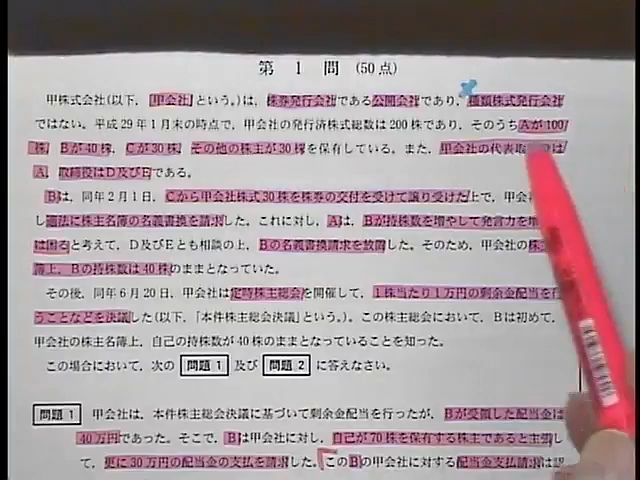 第 1 問 (50点)
甲株式会社(以下,「甲会社」という。)は,株券発行会社である公開会社であり,種類株式発行会社
ではない。平成29年1月末の時点で,甲会社の発行済株式総数は200株であり,そのうちAが100
株,Bが40株,Cが30株,その他の株主が30株を保有している。また,甲会社の代表取 は
A,取締役はD及びEである。
Bは,同年2月1日,Cから甲会社株式30株を株券の交付を受けて譲り受けた上で,甲会
し適法に株主名簿の名義書換を請求した。これに対し,Aは,Bが持株数を増やして発言力を増
は困ると考えて,D及びEとも相談の上,Bの名義書換請求を放置した。そのため,甲会社の株
簿上,Bの持株数は40株のままとなっていた。
その後,同年6月20日,甲会社は定時株主総会を開催して,1株当たり1万円の剰余金配当を行
うことなどを決議した(以下,「本件株主総会決議」という。)。この株主総会において,Bは初めて,
甲会社の株主名簿上,自己の持株数が40株のままとなっていることを知った。
この場合において,次の 問題1 及び 問題2 に答えなさい。
問題1 甲会社は,本件株主総会決議に基づいて剰余金配当を行ったが,Bが受領した配当金は
40万円であった。そこで,Bは甲会社に対し,自己が70株を保有する株主であると主張し
て,更に30万円の配当金の支払を請求した。このBの甲会社に対する配当金支払請求は認